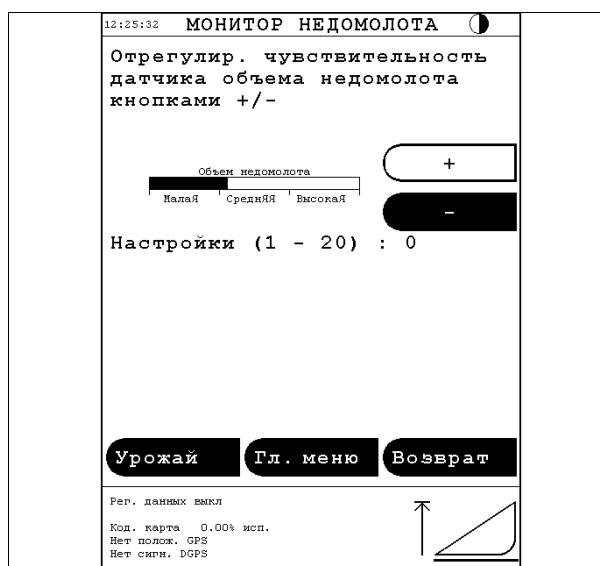 12:25:32 МОНИТОР НЕДОМОЛОТА
Отрегулир. чувствительность
датчика объема недомолота
кнопками +/-
+
Объем недомолота
МалаЯ СреднЯЯ ВысокаЯ
-
Настройки (1 - 20) : 0
Урожай Гл. меню Возврат
Рег. данных выкл
Код. карта 0.00% исп.
Нет полож. GPS
Нет сигн. DGPS